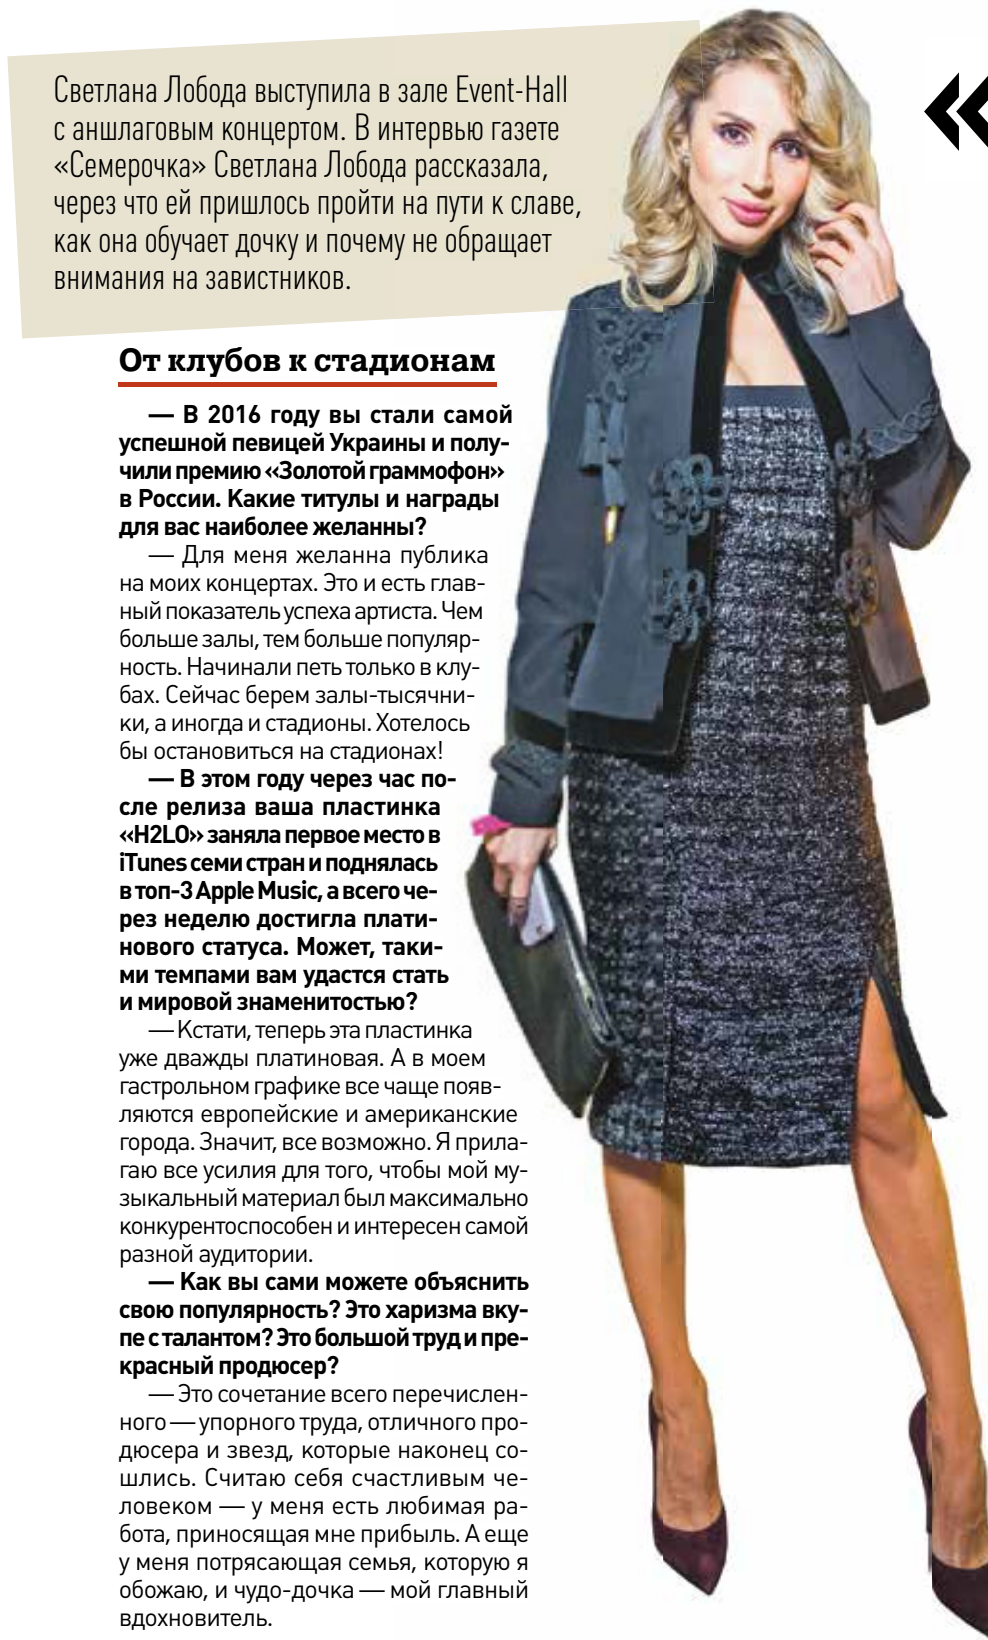 Светлана Лобода выступила в зале Event-Hall
с аншлаговым концертом. В интервью газете
«Семерочка» Светлана Лобода рассказала,
через что ей пришлось пройти на пути к славе,
как она обучает дочку и почему не обращает
внимания на завистников.
«
От клубов к стадионам
— В 2016 году вы стали самой
успешной певицей Украины и полу-
чили премию «Золотой граммофон»
в России. Какие титулы и награды
для вас наиболее желанны?
— Для меня желанна публика
на моих концертах. Это и есть глав-
ный показатель успеха артиста. Чем
больше залы, тем больше популяр-
ность. Начинали петь только в клу-
бах. Сейчас берем залы-тысячни-
ки, а иногда и стадионы. Хотелось
бы остановиться на стадионах!
— В этом году через час по-
сле релиза ваша пластинка
«H2LO» заняла первое место в
iTunes семи стран и поднялась
в топ-3 Apple Music, а всего че-
рез неделю достигла плати-
нового статуса. Может, таки-
ми темпами вам удастся стать
и мировой знаменитостью?
— Кстати, теперь эта пластинка
уже дважды платиновая. А в моем
гастрольном графике все чаще появ-
ляются европейские и американские
города. Значит, все возможно. Я прила-
гаю все усилия для того, чтобы мой му-
зыкальный материал был максимально
конкурентоспособен и интересен самой
разной аудитории.
— Как вы сами можете объяснить
свою популярность? Это харизма вку-
пе с талантом? Это большой труд и пре-
красный продюсер?
— Это сочетание всего перечислен-
ного — упорного труда, отличного про-
дюсера и звезд, которые наконец со-
шлись. Считаю себя счастливым че-
ловеком — у меня есть любимая ра-
бота, приносящая мне прибыль. А еще
у меня потрясающая семья, которую я
обожаю, и чудо-дочка — мой главный
вдохновитель.